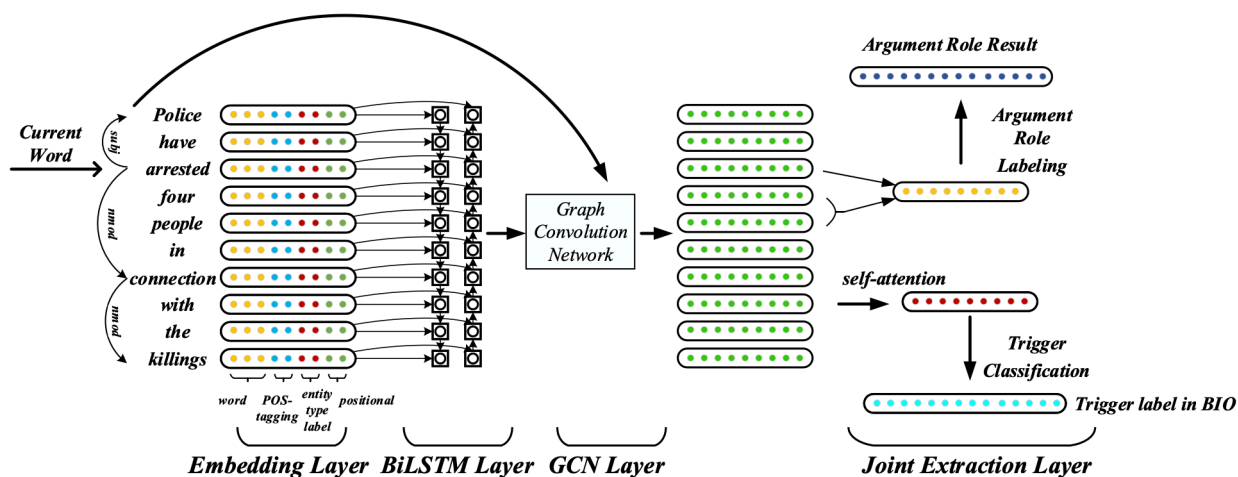 Current
Word
subj
nmod
nmod
Police
have
arrested
four
people
in
connection
with
the
killings
word
POS-
tagging
entity
type
label
positional
Graph
Convolution
Network
Argument Role Result
Argument
Role
Labeling
self-attention
Trigger
Classification
Trigger label in BIO
Embedding Layer
BiLSTM Layer
GCN Layer
Joint Extraction Layer